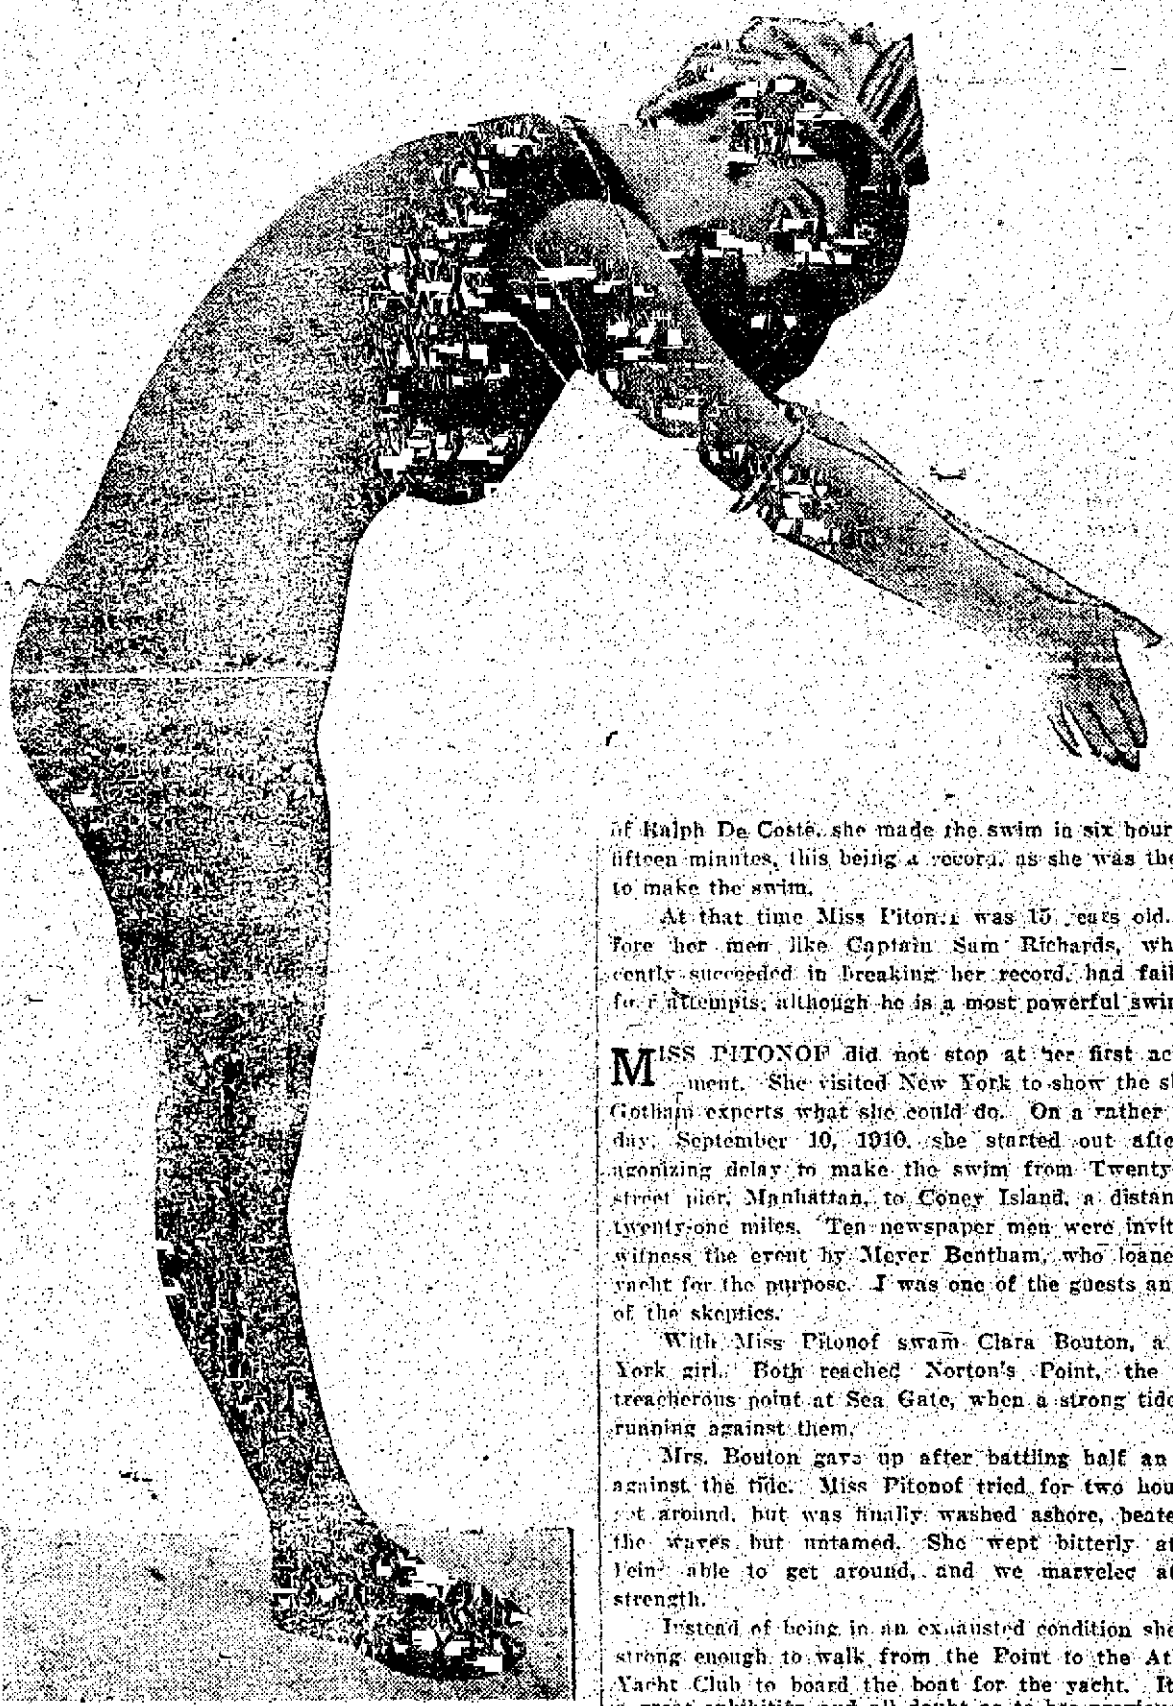 of Ralph De Coste, she made the swim in six hour
fifteen minutes, this being a record, as she was the
to make the swim.
At that time Miss was 15 years old.
fore her men like Captain Sam Richards, wh
cently succeeded in breaking her record, had fail
attempts, although he is a most powerful swi
MISS PITONOF did not stop at her first ac
ment. She visited New York to show the s
Gotham experts what she could do. On a rather
day, September 10, 1910, she started out afte
agonizing delay to make the swim from Twenty
street pier, Manhattan, to Coney Island, a distan
twenty-one miles. Ten newspaper men were invit
witness the event by Meyer Bentham, who loane
yacht for the purpose. I was one of the guests an
of the skeptics.
With Miss Pitonof swam Clara Bouton, a
York girl. Both reached Norton's Point, the
treacherous point at Sea Gate, when a strong tide
running against them.
Mrs. Bouton gave up after battling half an
against the tide. Miss Pitonof tried for two hou
around, but was finally washed ashore, beate
the waves but untamed. She wept bitterly at
able to get around, and we marveled at
strength.
Instead of being in an exhausted condition she
strong enough to walk from the Point to the At
Yacht Club to board the boat for the yacht.